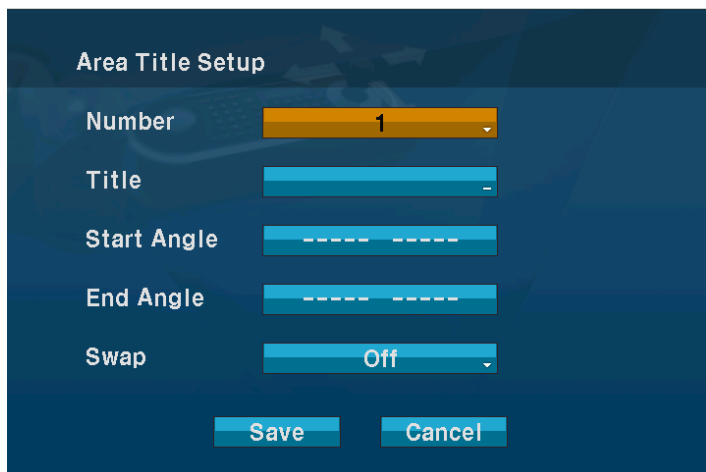 Area Title Setup
Number 1
Title
Start Angle ----- -----
End Angle ----- -----
Swap Off
Save Cancel